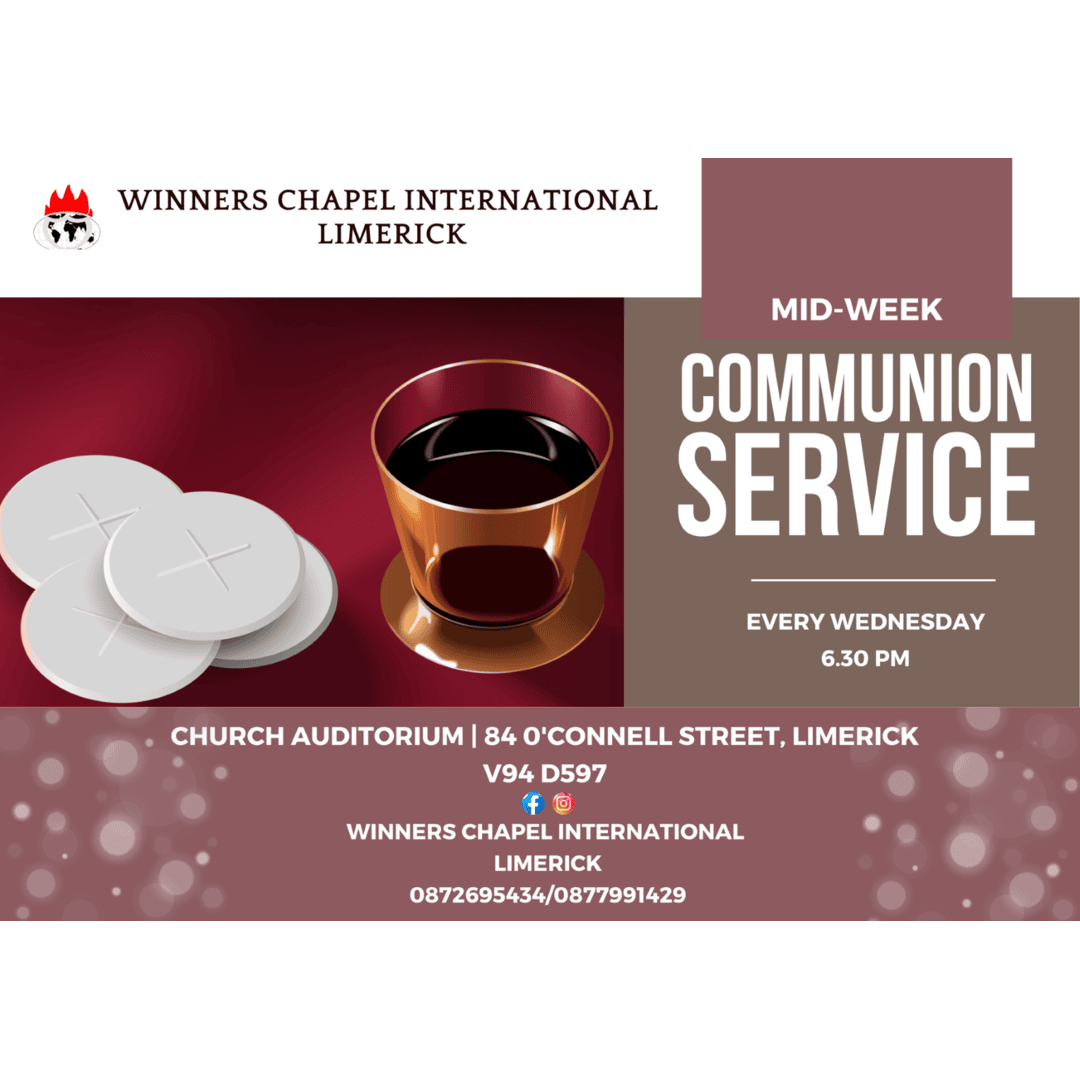 WINNERS CHAPEL INTERNATIONAL
LIMERICK
MID-WEEK
COMMUNION
SERVICE
EVERY WEDNESDAY
6.30 PM
CHURCH AUDITORIUM | 84 0'CONNELL STREET, LIMERICK
V94 D597
WINNERS CHAPEL INTERNATIONAL
LIMERICK
0872695434/0877991429